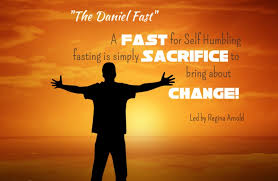 "The Daniel Fast"
A FAST for Self Humbling
fasting is simply SACRIFICE to
bring about
CHANGE!
Led by Regina Arnold